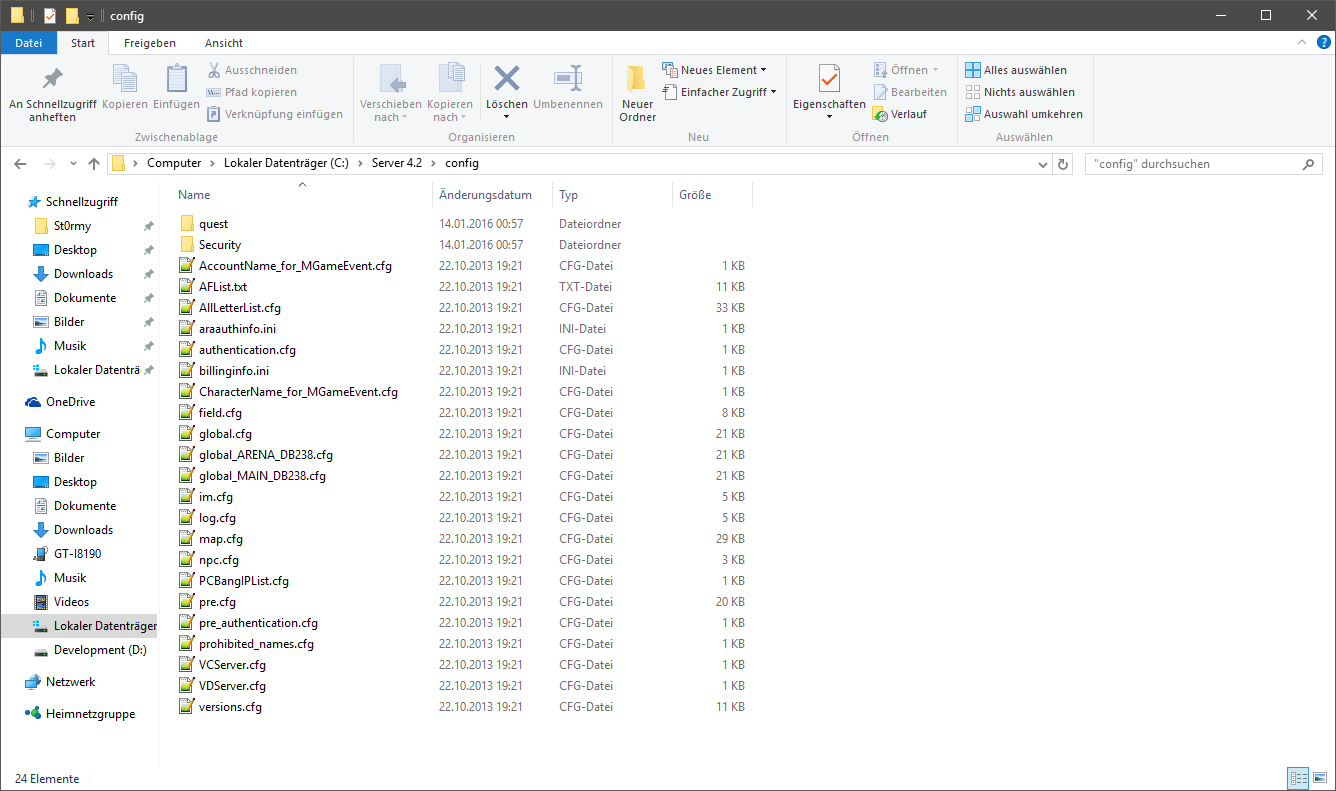 config
Datei Start Freigeben Ansicht
An Schnellzugriff anheften
Kopieren
Einfügen
Ausschneiden
Pfad kopieren
Verknüpfung einfügen
Zwischenablage
Verschieben nach
Kopieren nach
Löschen
Umbenennen
Organisieren
Neuer Ordner
Neues Element
Einfacher Zugriff
Neu
Eigenschaften
Öffnen
Bearbeiten
Verlauf
Öffnen
Alles auswählen
Nichts auswählen
Auswahl umkehren
Auswählen
Computer Lokaler Datenträger (C:) Server 4.2 config
"config" durchsuchen
Schnellzugriff
St0rmy
Desktop
Downloads
Dokumente
Bilder
Musik
Lokaler Datenträ
OneDrive
Computer
Bilder
Desktop
Dokumente
Downloads
GT-I8190
Musik
Videos
Lokaler Datenträger
Development (D:)
Netzwerk
Heimnetzgruppe
Name Änderungsdatum Typ Größe
quest 14.01.2016 00:57 Dateiordner
Security 14.01.2016 00:57 Dateiordner
AccountName_for_MGameEvent.cfg 22.10.2013 19:21 CFG-Datei 1 KB
AFList.txt 22.10.2013 19:21 TXT-Datei 11 KB
AllLetterList.cfg 22.10.2013 19:21 CFG-Datei 33 KB
araauthinfo.ini 22.10.2013 19:21 INI-Datei 1 KB
authentication.cfg 22.10.2013 19:21 CFG-Datei 1 KB
billinginfo.ini 22.10.2013 19:21 INI-Datei 1 KB
CharacterName_for_MGameEvent.cfg 22.10.2013 19:21 CFG-Datei 1 KB
field.cfg 22.10.2013 19:21 CFG-Datei 8 KB
global.cfg 22.10.2013 19:21 CFG-Datei 21 KB
global_ARENA_DB238.cfg 22.10.2013 19:21 CFG-Datei 21 KB
global_MAIN_DB238.cfg 22.10.2013 19:21 CFG-Datei 21 KB
im.cfg 22.10.2013 19:21 CFG-Datei 5 KB
log.cfg 22.10.2013 19:21 CFG-Datei 5 KB
map.cfg 22.10.2013 19:21 CFG-Datei 29 KB
npc.cfg 22.10.2013 19:21 CFG-Datei 3 KB
PCBangIPList.cfg 22.10.2013 19:21 CFG-Datei 1 KB
pre.cfg 22.10.2013 19:21 CFG-Datei 20 KB
pre_authentication.cfg 22.10.2013 19:21 CFG-Datei 1 KB
prohibited_names.cfg 22.10.2013 19:21 CFG-Datei 1 KB
VCServer.cfg 22.10.2013 19:21 CFG-Datei 1 KB
VDServer.cfg 22.10.2013 19:21 CFG-Datei 1 KB
versions.cfg 22.10.2013 19:21 CFG-Datei 11 KB
24 Elemente